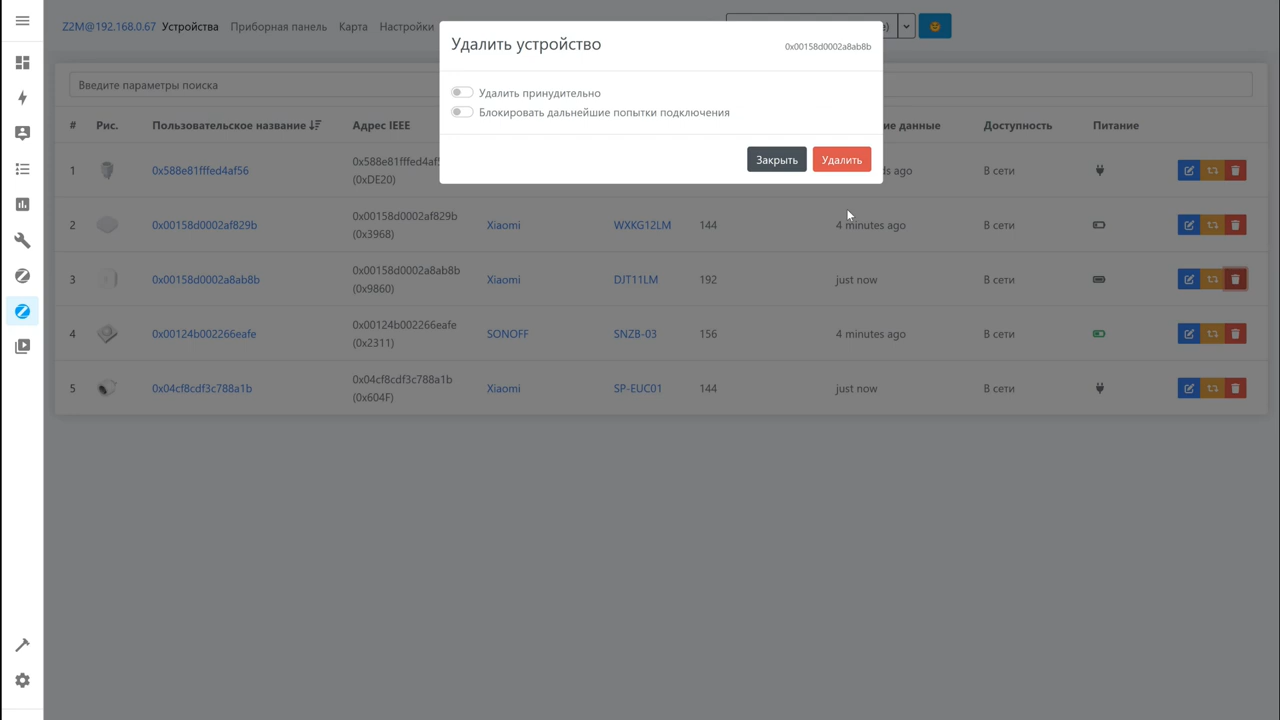 Z2M@192.168.0.67 Устройства Приборная панель Карта Настройки
Удалить устройство 0x00158d0002a8ab8b
Удалить принудительно
Блокировать дальнейшие попытки подключения
Закрыть Удалить
Введите параметры поиска
# Рис. Пользовательское название Адрес IEEE данные Доступность Питание
1 0x588e81fffed4af56 0x588e81fffed4af (0xDE20) ago В сети
2 0x00158d0002af829b 0x00158d0002af829b (0x3968) Xiaomi WXKG12LM 144 4 minutes ago В сети
3 0x00158d0002a8ab8b 0x00158d0002a8ab8b (0x9860) Xiaomi DJT11LM 192 just now В сети
4 0x00124b002266eafe 0x00124b002266eafe (0x2311) SONOFF SNZB-03 156 4 minutes ago В сети
5 0x04cf8cdf3c788a1b 0x04cf8cdf3c788a1b (0x604F) Xiaomi SP-EUC01 144 just now В сети